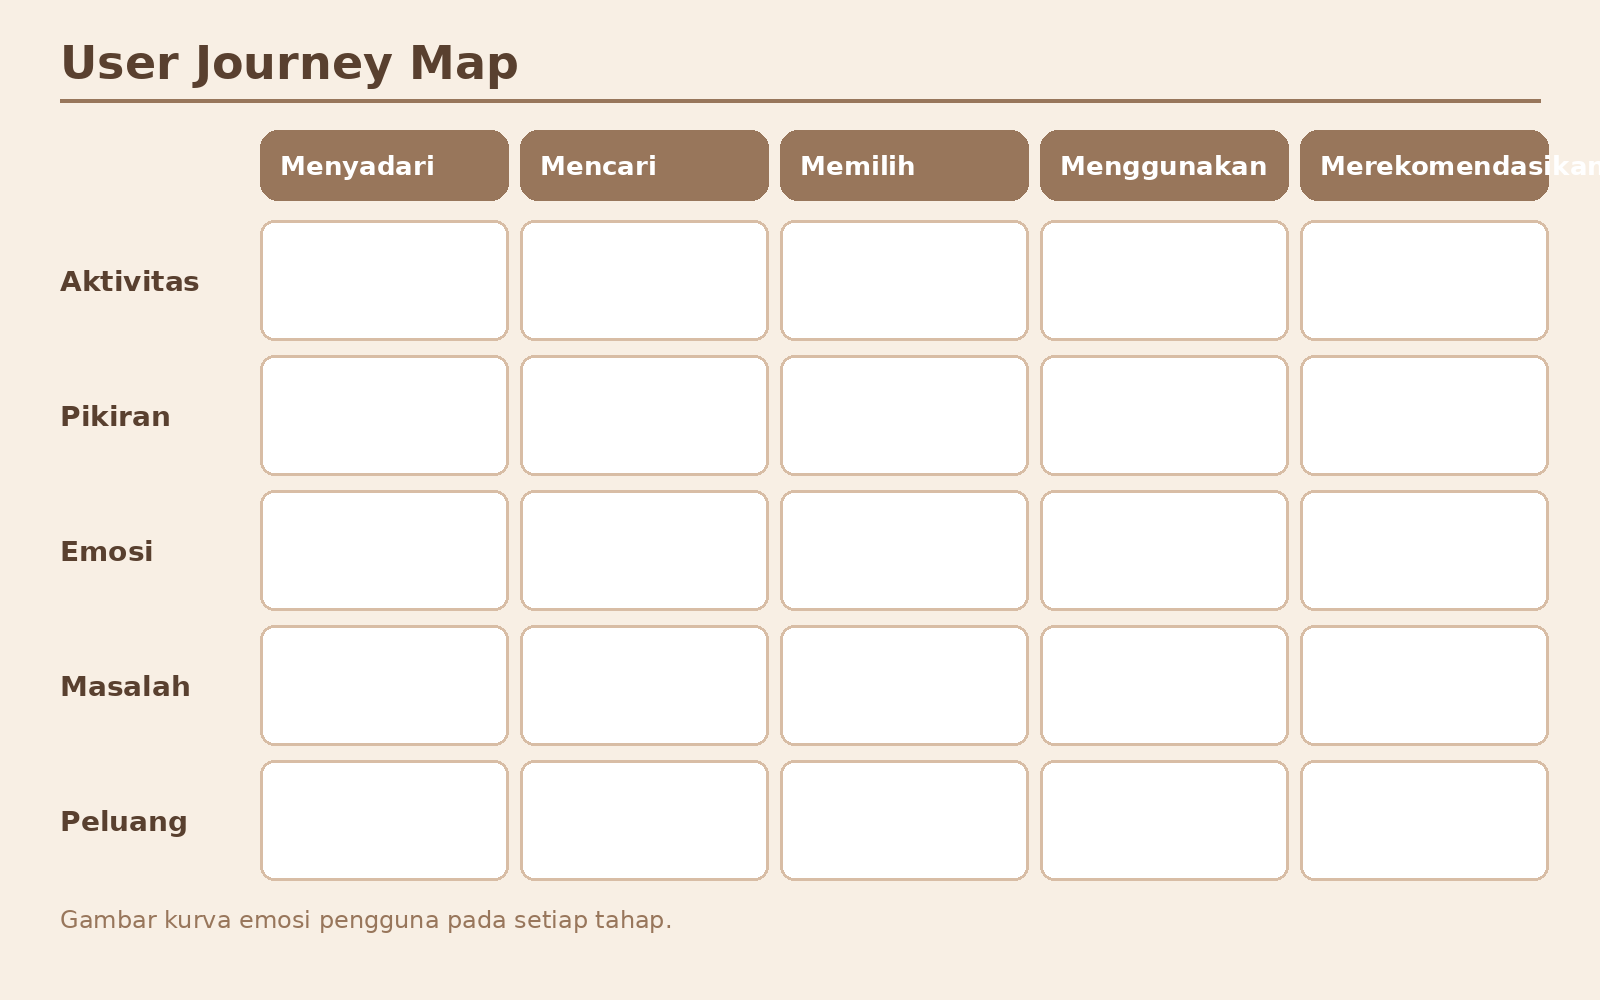 User Journey Map
Menyadari Mencari Memilih Menggunakan Merekomendasikan
Aktivitas
Pikiran
Emosi
Masalah
Peluang
Gambar kurva emosi pengguna pada setiap tahap.